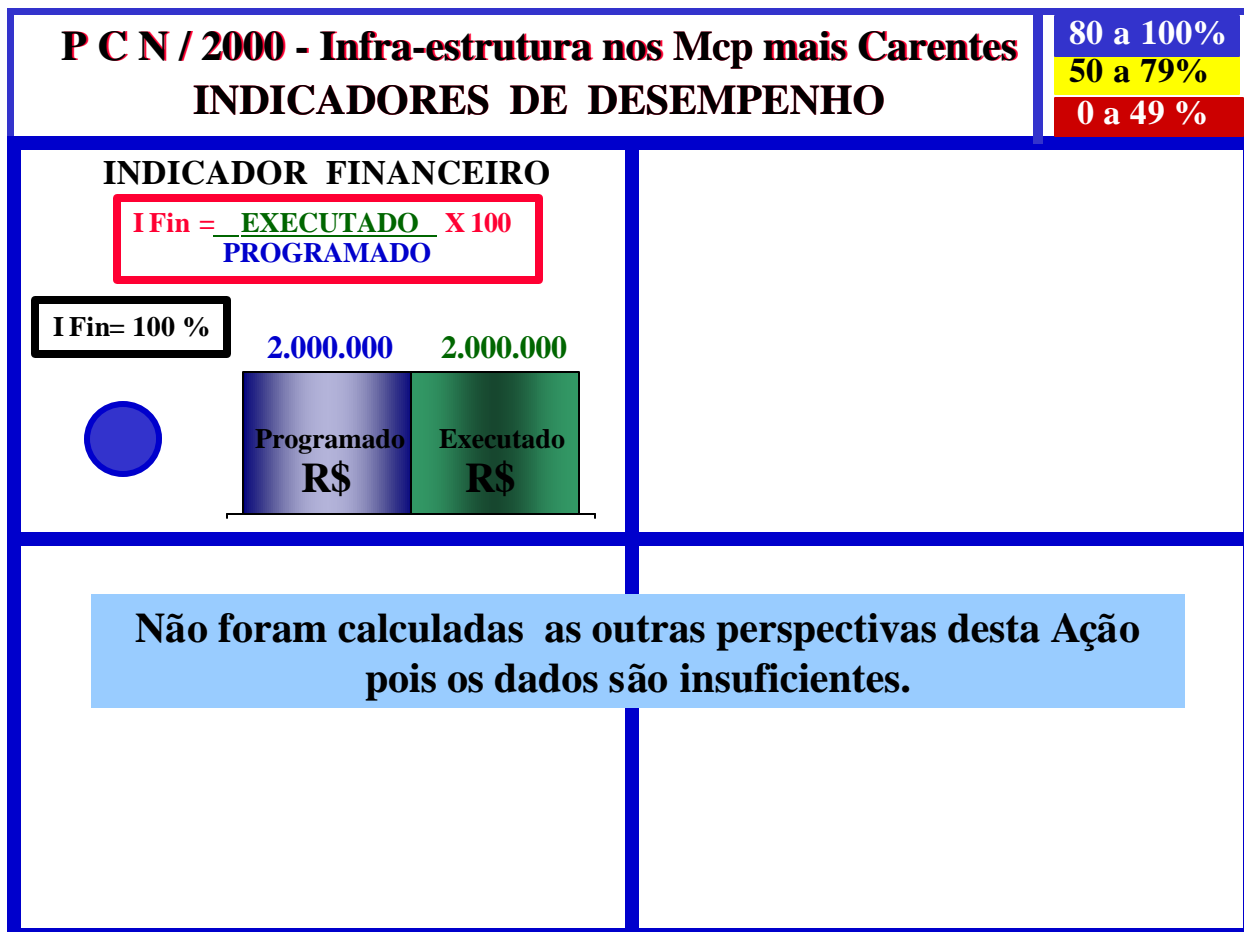 P C N / 2000 - Infra-estrutura nos Mcp mais Carentes
INDICADORES DE DESEMPENHO
80 a 100%
50 a 79%
0 a 49 %
INDICADOR FINANCEIRO
I Fin = EXECUTADO X 100
PROGRAMADO
I Fin= 100 %
2.000.000 2.000.000
Programado Executado
R$ R$
Não foram calculadas as outras perspectivas desta Ação
pois os dados são insuficientes.